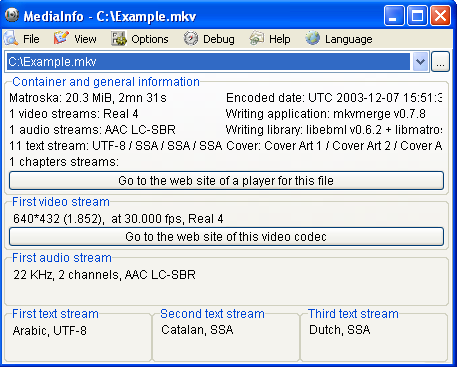 MediaInfo - C:\Example.mkv
File View Options Debug Help Language
C:\Example.mkv ...
Container and general information
Matroska: 20.3 MiB, 2mn 31s Encoded date: UTC 2003-12-07 15:51:3
1 video streams: Real 4 Writing application: mkvmerge v0.7.8
1 audio streams: AAC LC-SBR Writing library: libebml v0.6.2 + libmatros
11 text stream: UTF-8 / SSA / SSA / SSA Cover: Cover Art 1 / Cover Art 2 / Cover A
1 chapters streams:
Go to the web site of a player for this file
First video stream
640*432 (1.852), at 30.000 fps, Real 4
Go to the web site of this video codec
First audio stream
22 KHz, 2 channels, AAC LC-SBR
First text stream Second text stream Third text stream
Arabic, UTF-8 Catalan, SSA Dutch, SSA